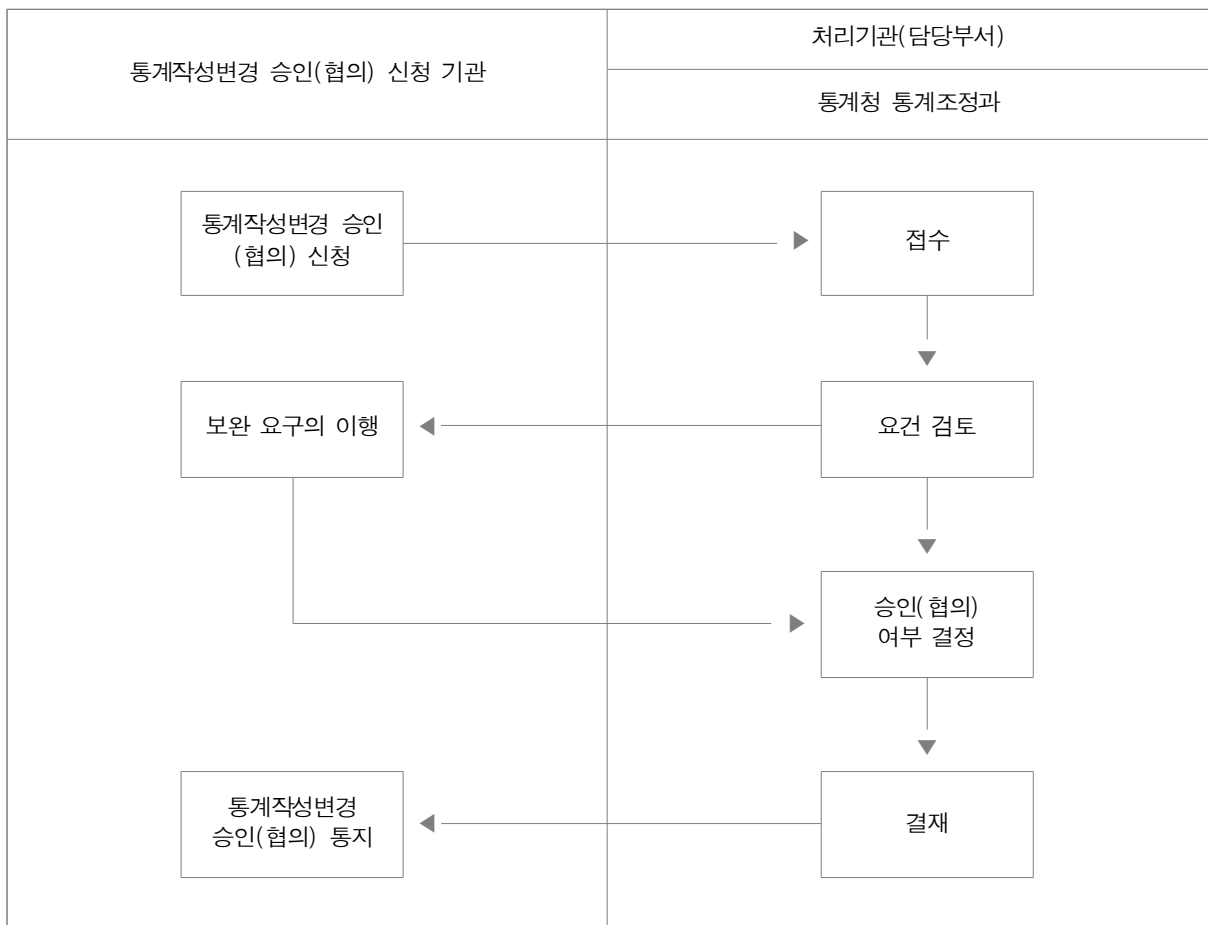 통계작성변경 승인(협의) 신청 기관
처리기관(담당부서)
통계청 통계조정과
통계작성변경 승인
(협의) 신청
접수
보완 요구의 이행
요건 검토
승인(협의)
여부 결정
통계작성변경
승인(협의) 통지
결재